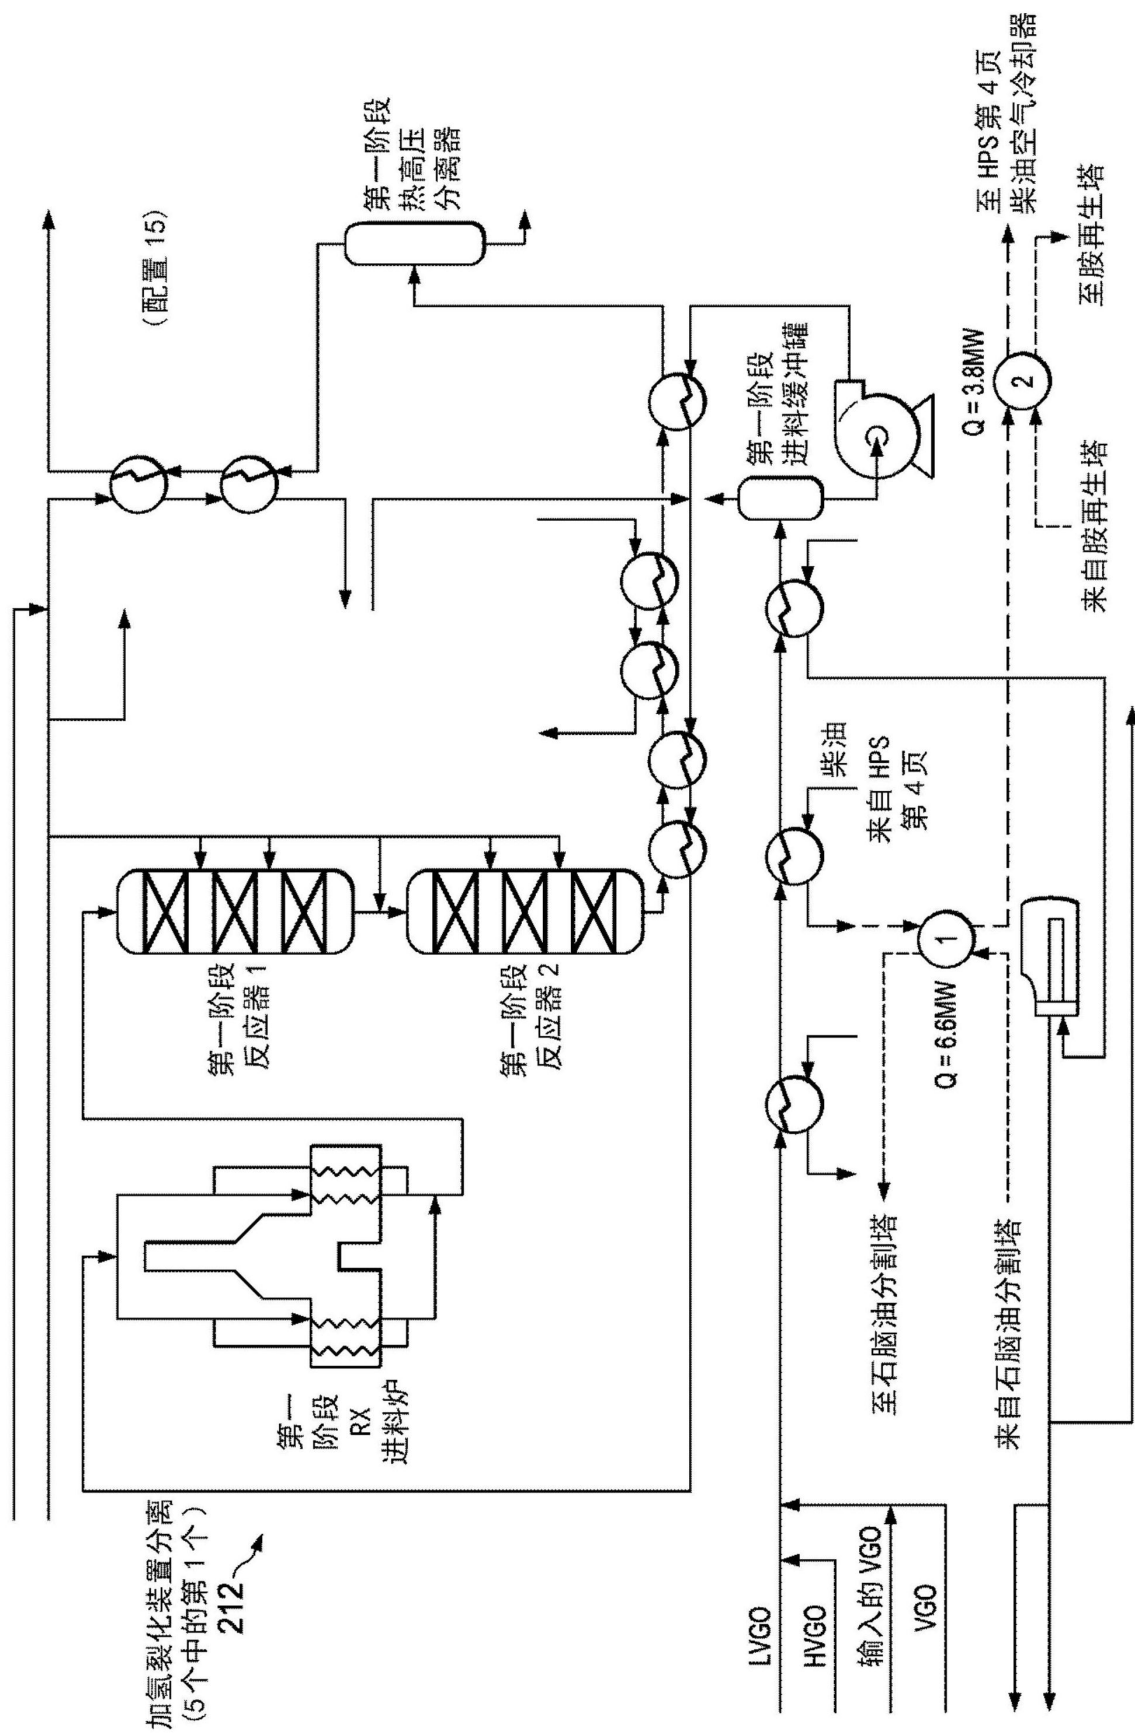 加氢裂化装置分离
(5个中的第1个)
212
(配置 15)
第一
阶段
RX
进料炉
第一阶段
反应器 1
第一阶段
反应器 2
第一阶段
热高压
分离器
第一阶段
进料缓冲罐
LVGO
HVGO
输入的 VGO
VGO
柴油
来自 HPS
第 4 页
至石脑油分割塔
来自石脑油分割塔
Q = 6.6MW
1
Q = 3.8MW
2
至 HPS 第 4 页
柴油空气冷却器
来自胺再生塔
至胺再生塔